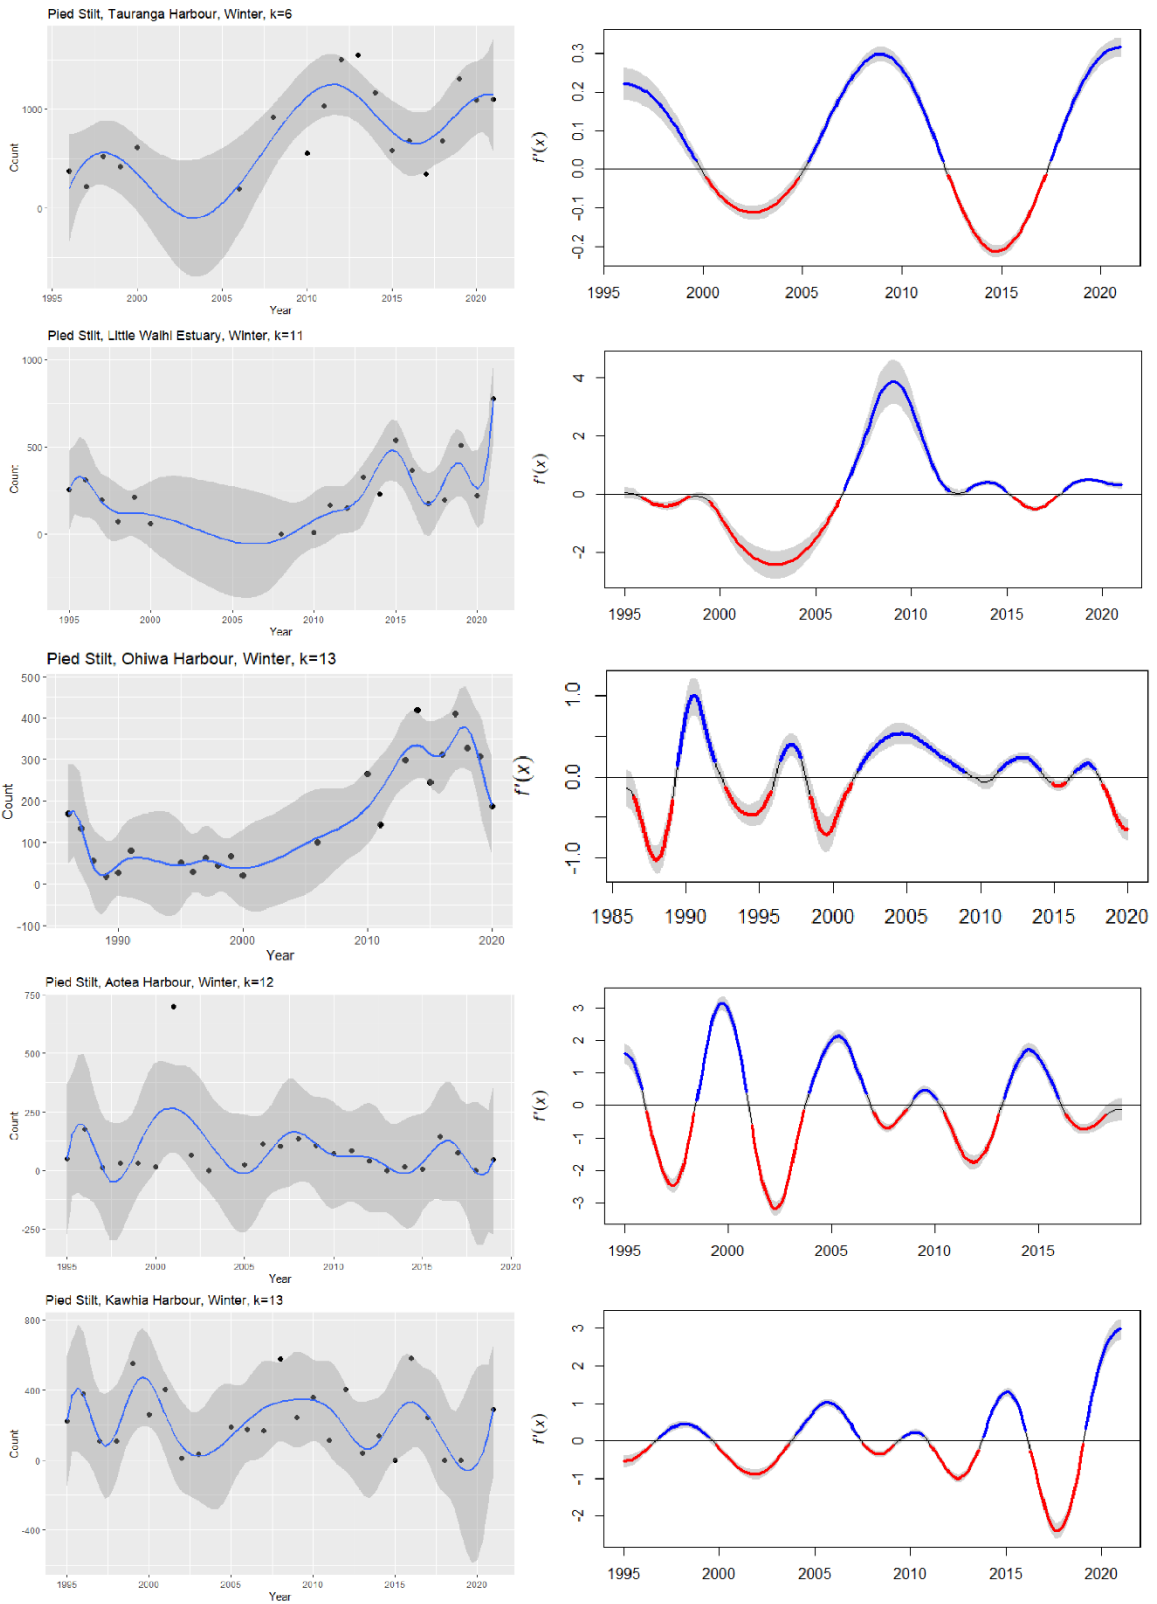 Pied Stilt, Tauranga Harbour, Winter, k=6
Count
1000
0
1995 2000 2005 2010 2015 2020
Year
f'(x)
0.3
0.2
0.1
0.0
-0.1
-0.2
1995 2000 2005 2010 2015 2020
Pied Stilt, Little Waihi Estuary, Winter, k=11
Count
1000
500
0
1995 2000 2005 2010 2015 2020
Year
f'(x)
4
2
0
-2
1995 2000 2005 2010 2015 2020
Pied Stilt, Ohiwa Harbour, Winter, k=13
Count
500
400
300
200
100
0
-100
1990 2000 2010 2020
Year
f'(x)
1.0
0.0
-1.0
1985 1990 1995 2000 2005 2010 2015 2020
Pied Stilt, Aotea Harbour, Winter, k=12
Count
750
500
250
0
-250
1995 2000 2005 2010 2015 2020
Year
f'(x)
3
2
1
0
-1
-2
-3
1995 2000 2005 2010 2015
Pied Stilt, Kawhia Harbour, Winter, k=13
Count
800
400
0
-400
1995 2000 2005 2010 2015 2020
Year
f'(x)
3
2
1
0
-1
-2
1995 2000 2005 2010 2015 2020